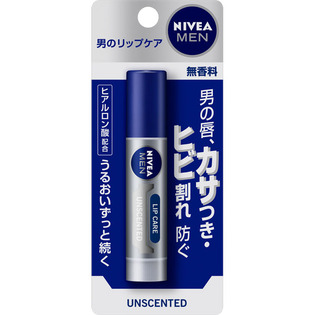 男のリップケア
NIVEA
MEN
無香料
男の唇、カサつき・
ヒビ割れ 防ぐ
ヒアルロン酸配合
うるおいずっと続く
NIVEA
MEN
LIP CARE
UNSCENTED
UNSCENTED